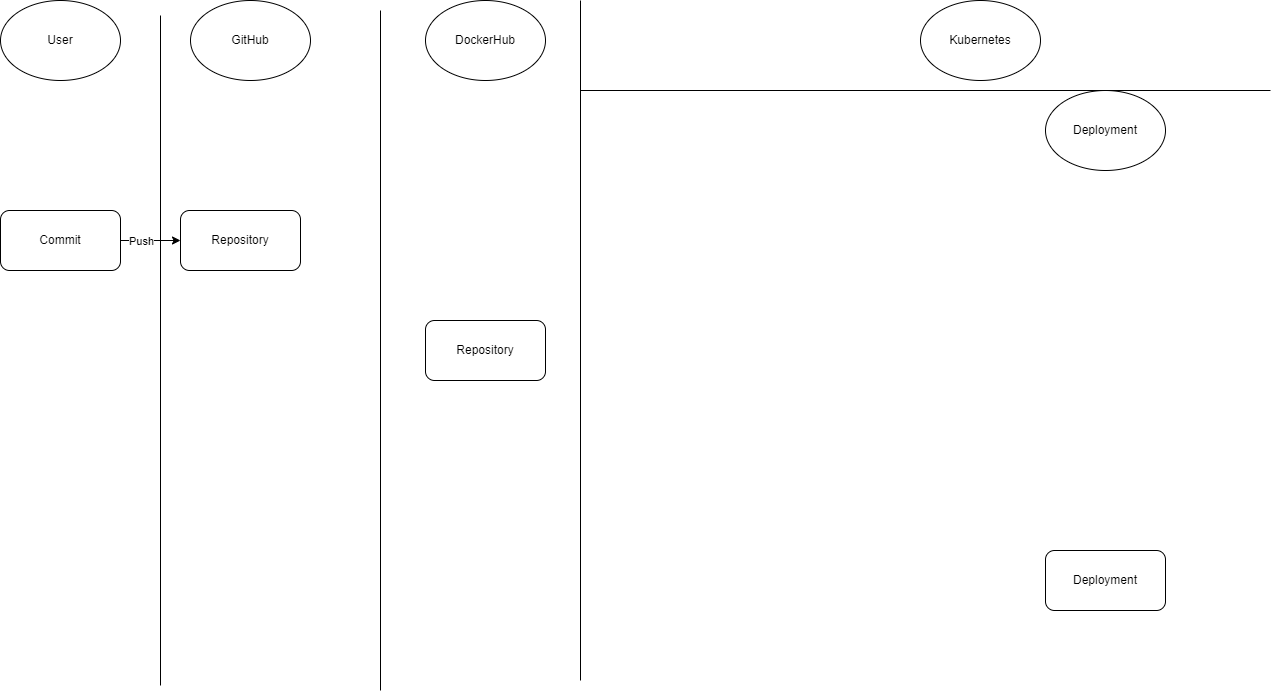 User
GitHub
DockerHub
Kubernetes
Deployment
Commit
Push
Repository
Repository
Deployment